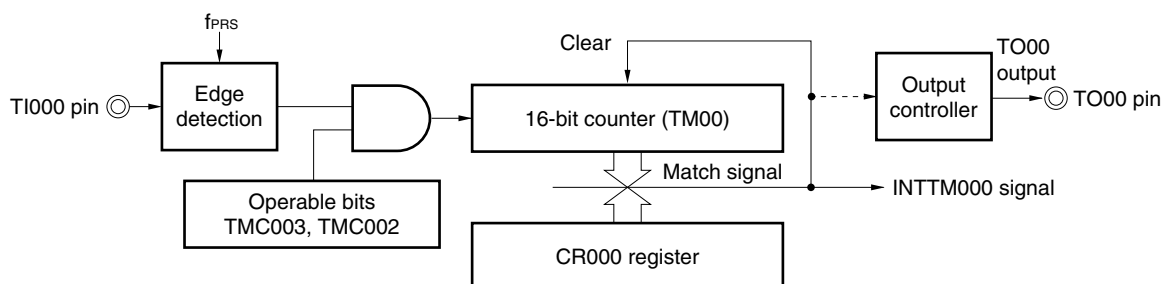 fPRS
Clear
TO00
output
TI000 pin
Edge
detection
16-bit counter (TM00)
Output
controller
TO00 pin
Match signal
INTTM000 signal
Operable bits
TMC003, TMC002
CR000 register